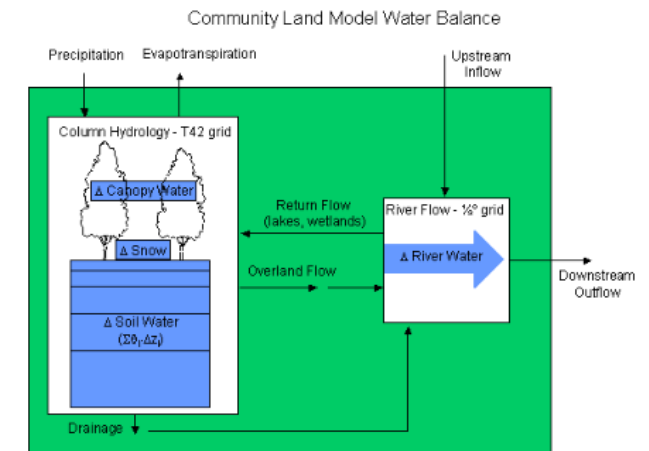 Community Land Model Water Balance
Precipitation
Evapotranspiration
Upstream
Inflow
Column Hydrology - T42 grid
Δ Canopy Water
Δ Snow
Δ Soil Water
(Σθᵢ·Δzᵢ)
Return Flow
(lakes, wetlands)
Overland Flow
River Flow - ½° grid
Δ River Water
Downstream
Outflow
Drainage